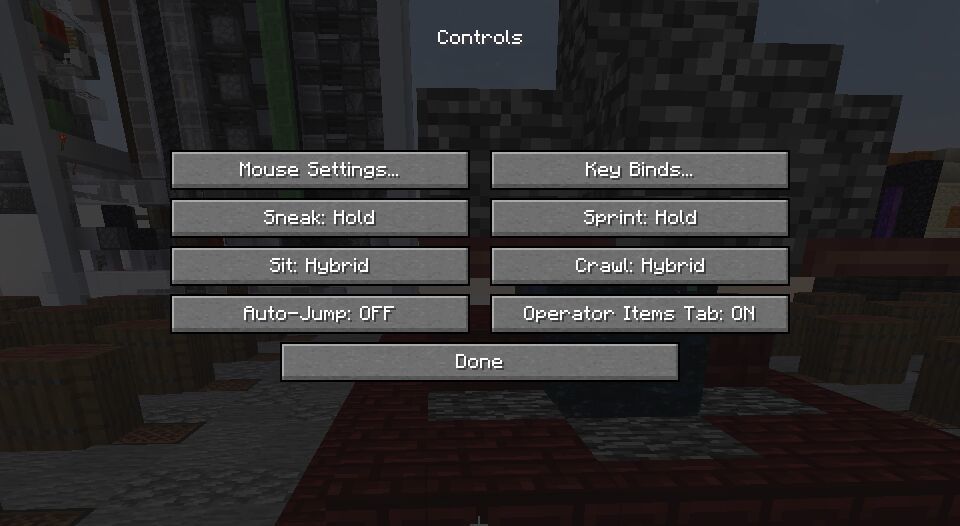 Controls
Mouse Settings...
Key Binds...
Sneak: Hold
Sprint: Hold
Sit: Hybrid
Crawl: Hybrid
Auto-Jump: OFF
Operator Items Tab: ON
Done